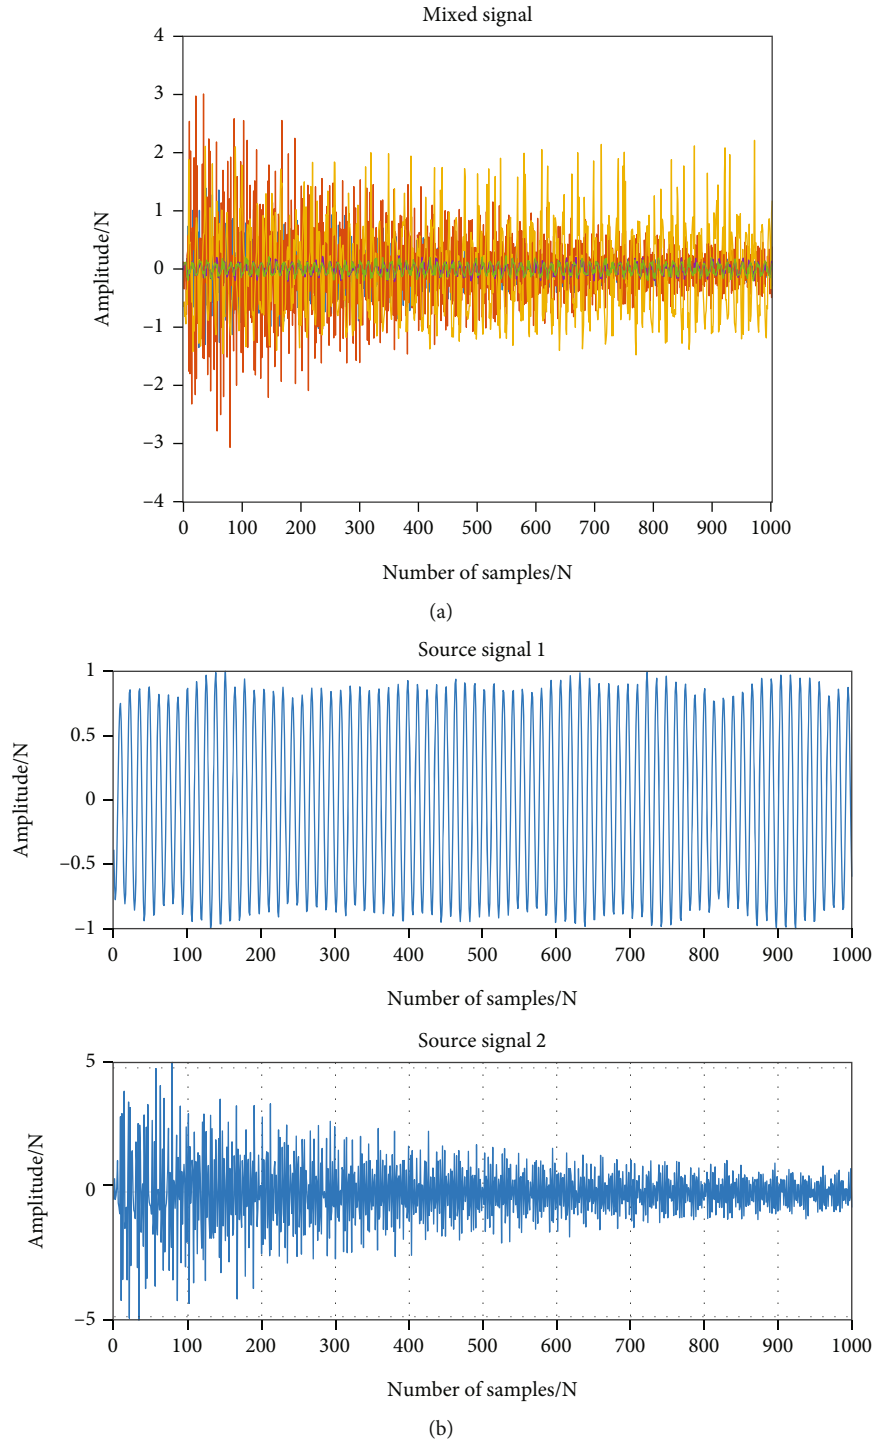 Mixed signal
4
3
2
1
0
−1
−2
−3
−4
Amplitude/N
0 100 200 300 400 500 600 700 800 900 1000
Number of samples/N
(a)
Source signal 1
1
0.5
0
−0.5
−1
Amplitude/N
0 100 200 300 400 500 600 700 800 900 1000
Number of samples/N
Source signal 2
5
0
−5
Amplitude/N
0 100 200 300 400 500 600 700 800 900 1000
Number of samples/N
(b)